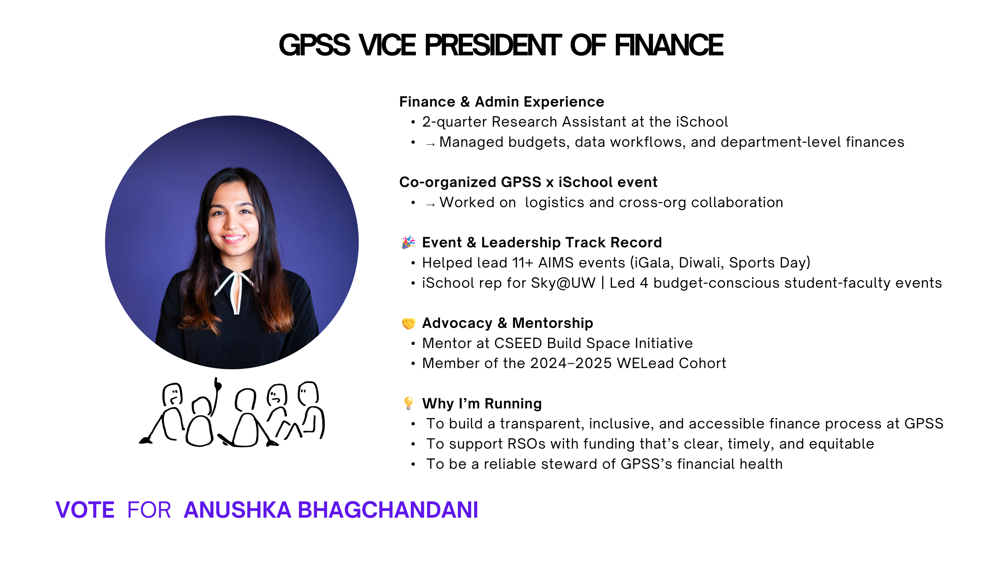 GPSS VICE PRESIDENT OF FINANCE
Finance & Admin Experience
• 2-quarter Research Assistant at the iSchool
• → Managed budgets, data workflows, and department-level finances
Co-organized GPSS x iSchool event
• → Worked on  logistics and cross-org collaboration
🎉 Event & Leadership Track Record
• Helped lead 11+ AIMS events (iGala, Diwali, Sports Day)
• iSchool rep for Sky@UW | Led 4 budget-conscious student-faculty events
🤝 Advocacy & Mentorship
• Mentor at CSEED Build Space Initiative
• Member of the 2024–2025 WELead Cohort
💡 Why I’m Running
• To build a transparent, inclusive, and accessible finance process at GPSS
• To support RSOs with funding that’s clear, timely, and equitable
• To be a reliable steward of GPSS’s financial health
VOTE FOR ANUSHKA BHAGCHANDANI